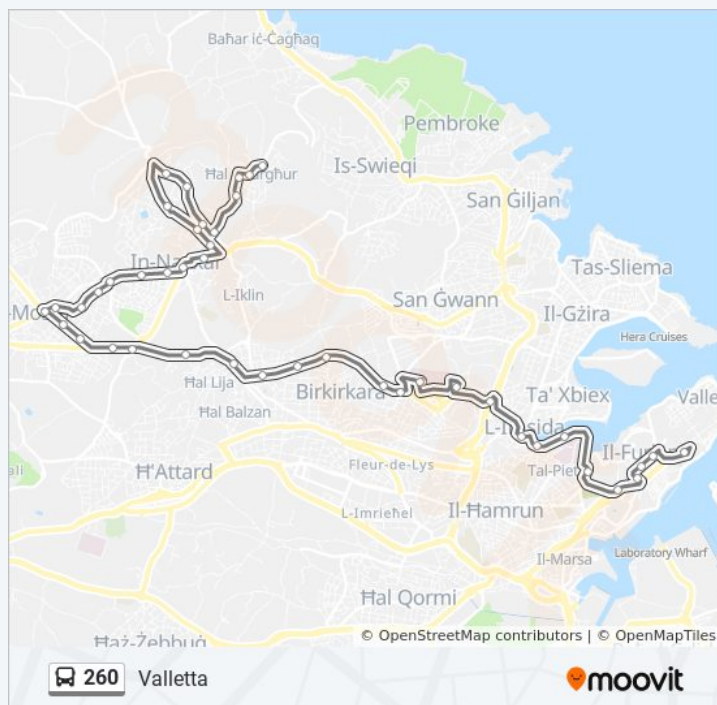 Baħar iċ-Ċagħaq
Pembroke
Is-Swieqi
San Ġiljan
Tas-Sliema
L-Iklin
San Ġwann
Il-Gżira
Hera Cruises
Ħal Lija
Birkirkara
Ta' Xbiex
Ħal Balzan
Ħ'Attard
Fleur-de-Lys
L-Imrieħel
Il-Ħamrun
Il-Marsa
Laboratory Wharf
Ħal Qormi
Ħaż-Żebbuġ
© OpenStreetMap contributors | © OpenMapTiles
260 Valletta
moovit